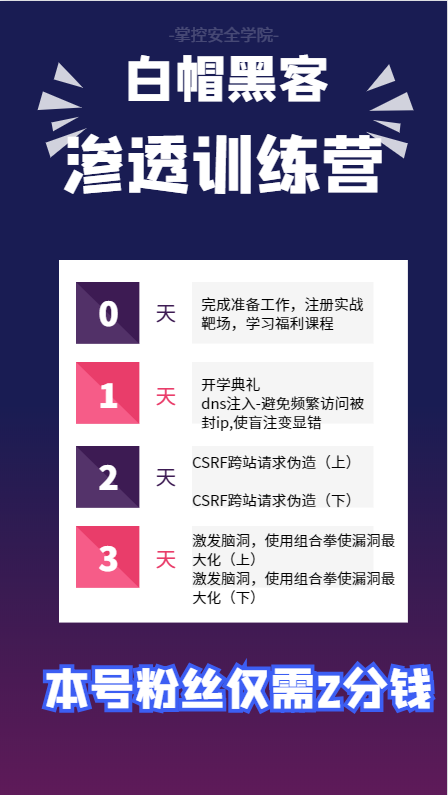 -掌控安全学院-
白帽黑客
渗透训练营
0 天 完成准备工作，注册实战
靶场，学习福利课程
1 天 开学典礼
dns注入-避免频繁访问被
封ip,使盲注变显错
2 天 CSRF跨站请求伪造（上）
CSRF跨站请求伪造（下）
3 天 激发脑洞，使用组合拳使漏洞最
大化（上）
激发脑洞，使用组合拳使漏洞最
大化（下）
本号粉丝仅需2分钱